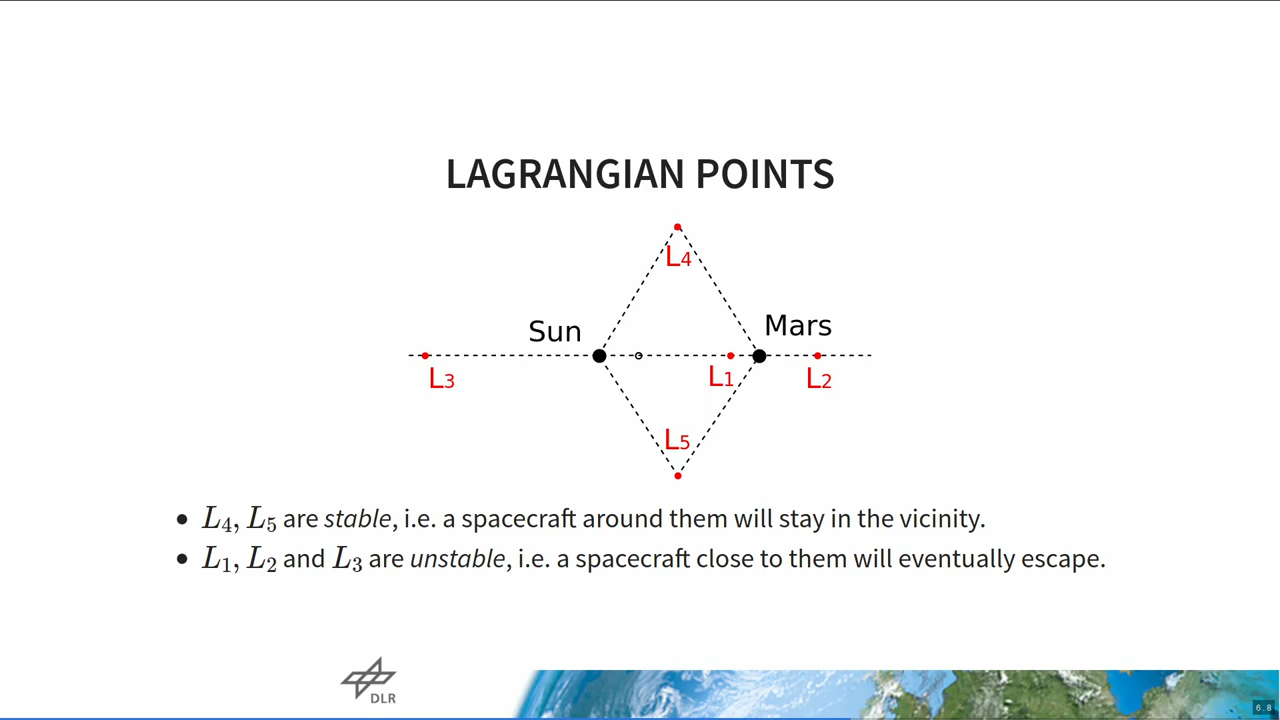 LAGRANGIAN POINTS
L4
Sun
Mars
L3
L1
L2
L5
• L4, L5 are stable, i.e. a spacecraft around them will stay in the vicinity.
• L1, L2 and L3 are unstable, i.e. a spacecraft close to them will eventually escape.
DLR
6.8